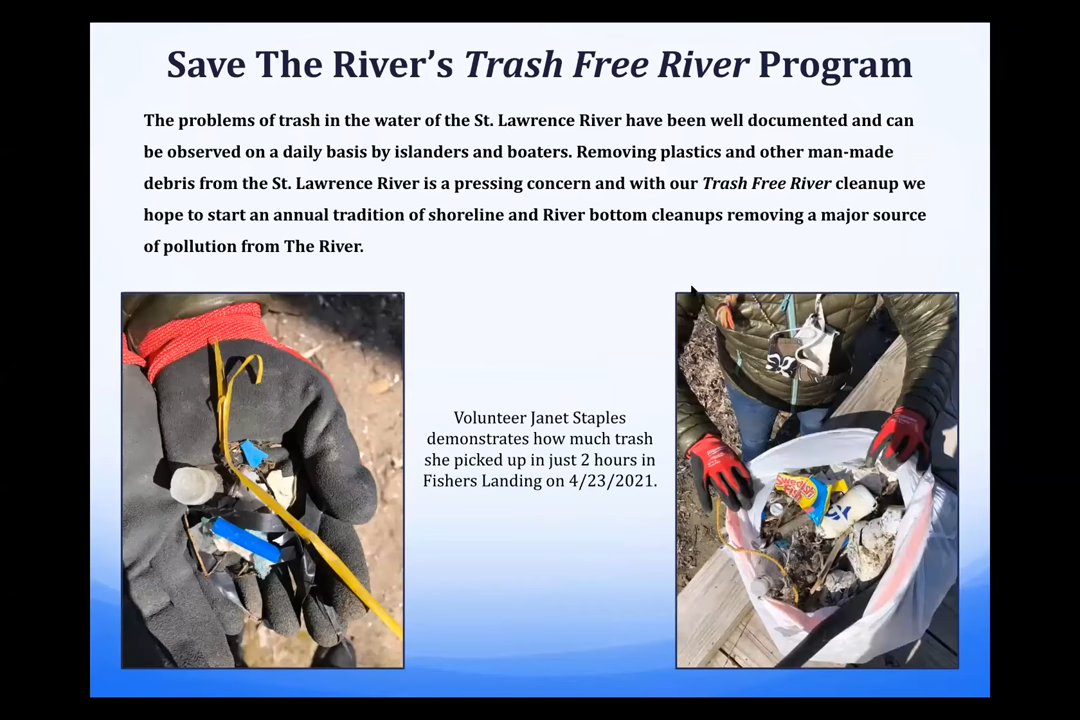 Save The River's Trash Free River Program
The problems of trash in the water of the St. Lawrence River have been well documented and can
be observed on a daily basis by islanders and boaters. Removing plastics and other man-made
debris from the St. Lawrence River is a pressing concern and with our Trash Free River cleanup we
hope to start an annual tradition of shoreline and River bottom cleanups removing a major source
of pollution from The River.
Volunteer Janet Staples
demonstrates how much trash
she picked up in just 2 hours in
Fishers Landing on 4/23/2021.
Swedish
Fish